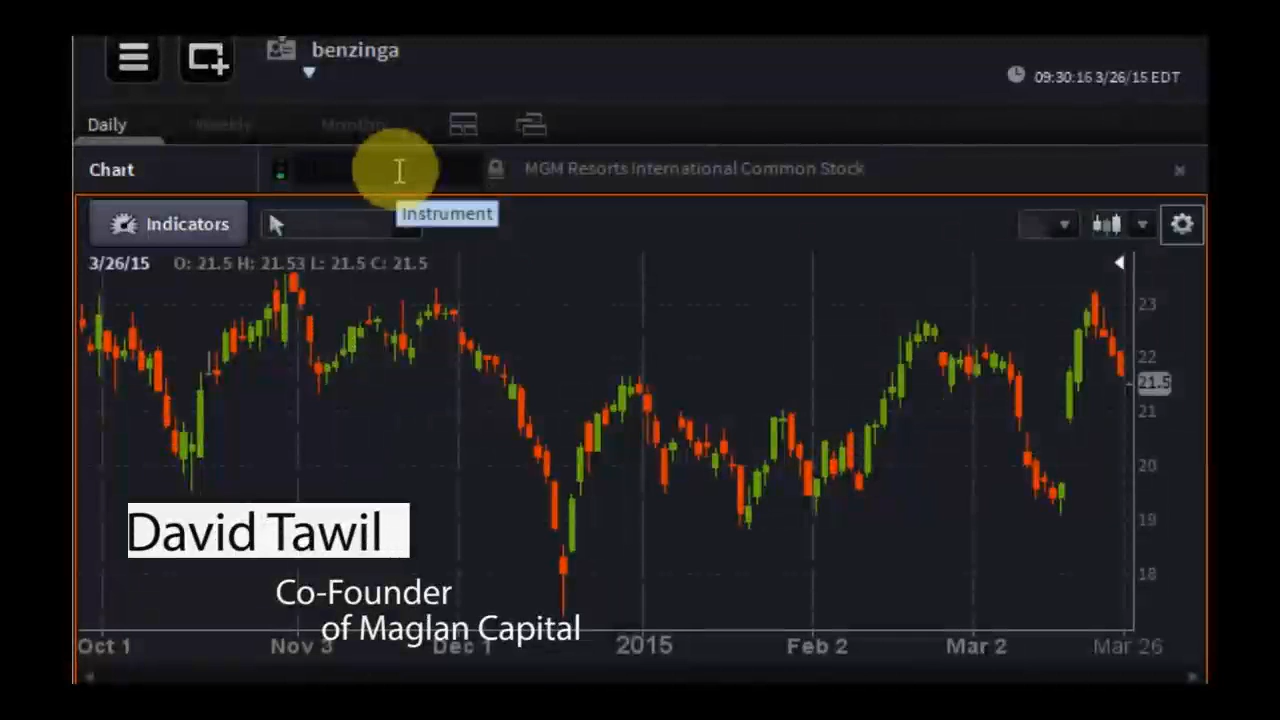 benzinga
09:30:16 3/26/15 EDT
Daily Weekly Monthly
Chart MGM Resorts International Common Stock
Instrument
Indicators
3/26/15 O: 21.5 H: 21.53 L: 21.5 C: 21.5
23
22
21.5
21
20
19
18
David Tawil
Co-Founder
of Maglan Capital
Oct 1 Nov 3 Dec 1 2015 Feb 2 Mar 2 Mar 26